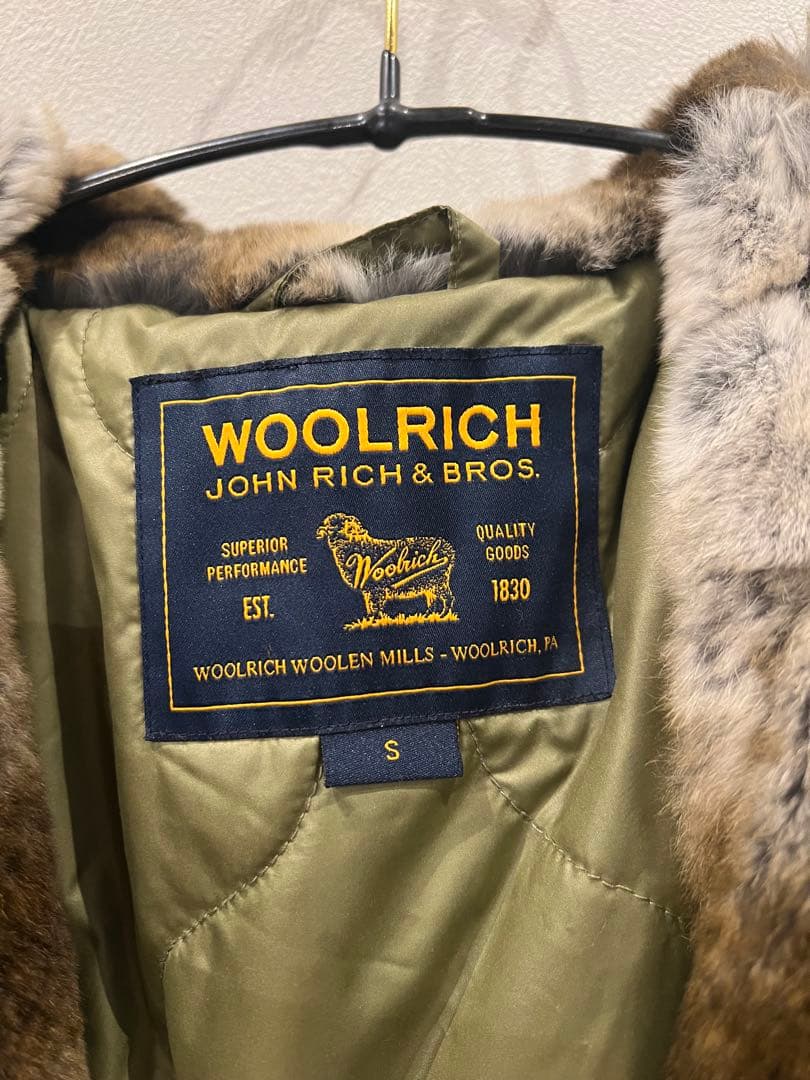 WOOLRICH
JOHN RICH & BROS.
SUPERIOR
PERFORMANCE
EST.
Woolrich
QUALITY
GOODS
1830
WOOLRICH WOOLEN MILLS - WOOLRICH, PA
S